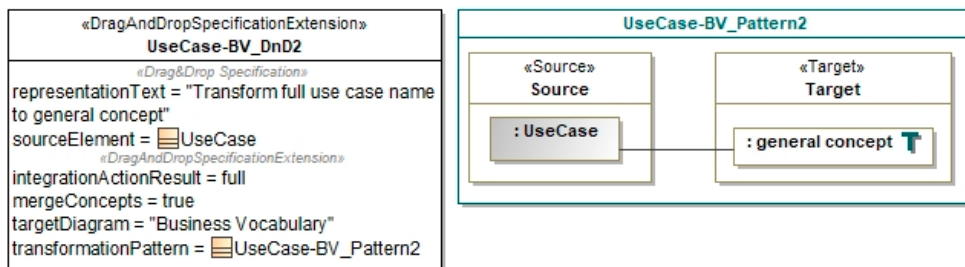 «DragAndDropSpecificationExtension»
UseCase-BV_DnD2
«Drag&Drop Specification»
representationText = "Transform full use case name
to general concept"
sourceElement = UseCase
«DragAndDropSpecificationExtension»
integrationActionResult = full
mergeConcepts = true
targetDiagram = "Business Vocabulary"
transformationPattern = UseCase-BV_Pattern2
UseCase-BV_Pattern2
«Source»
Source
: UseCase
«Target»
Target
: general concept